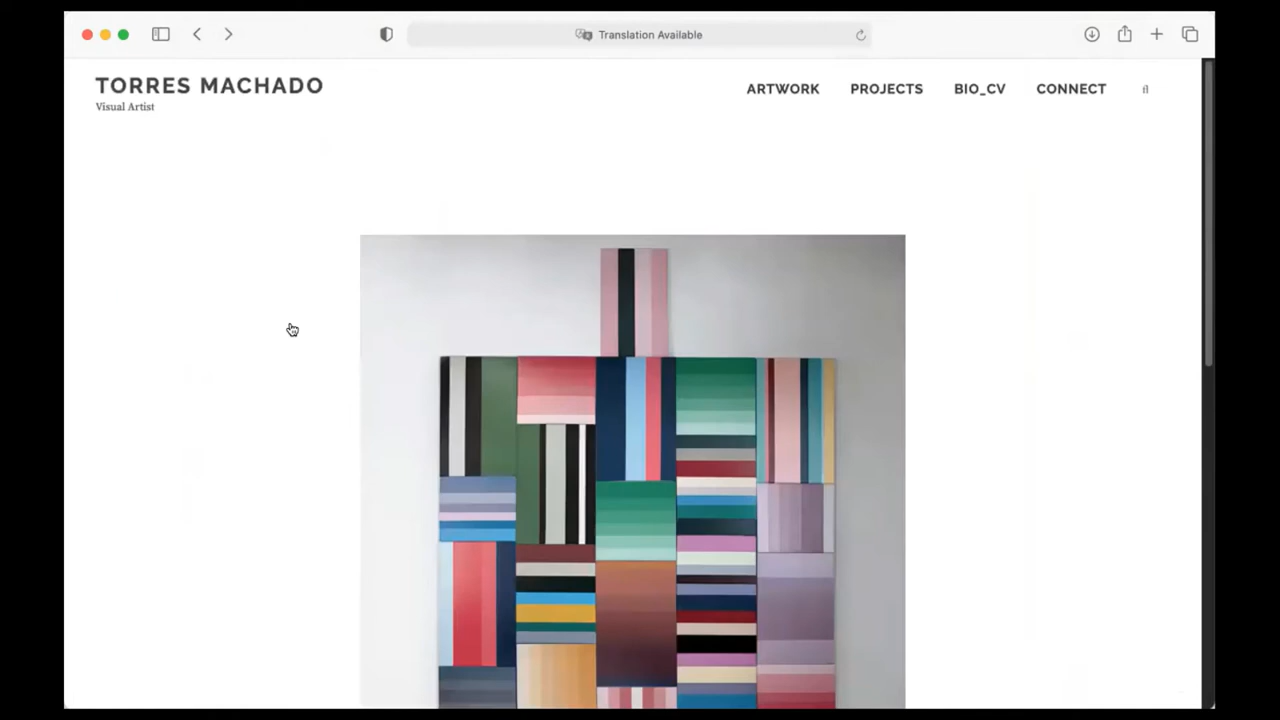 Translation Available
TORRES MACHADO
Visual Artist
ARTWORK PROJECTS BIO_CV CONNECT